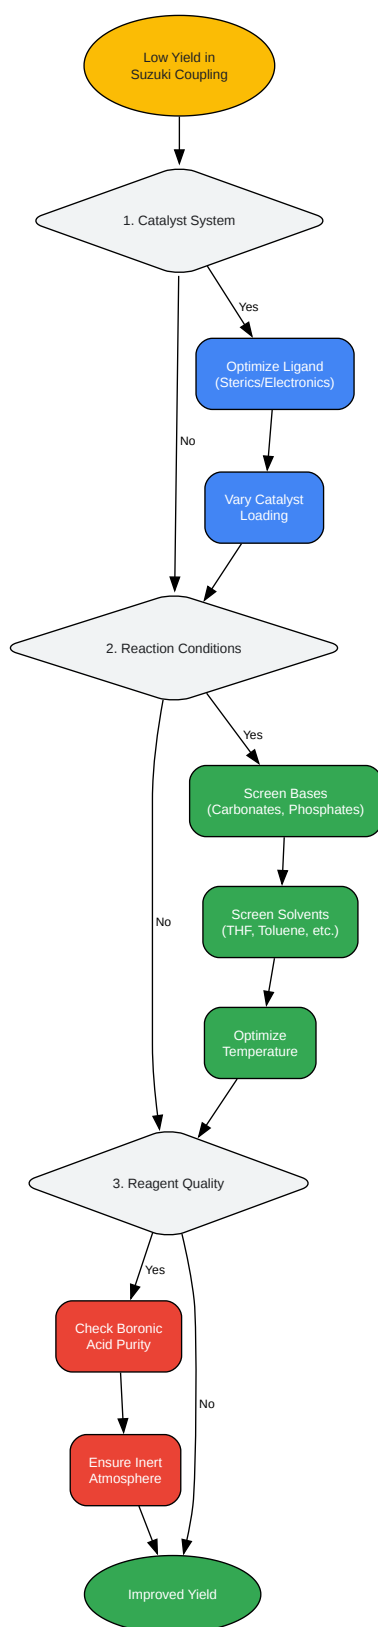 Low Yield in
Suzuki Coupling
1. Catalyst System
Yes
Optimize Ligand
(Sterics/Electronics)
No
Vary Catalyst
Loading
2. Reaction Conditions
Yes
Screen Bases
(Carbonates, Phosphates)
No
Screen Solvents
(THF, Toluene, etc.)
Optimize
Temperature
3. Reagent Quality
Yes
Check Boronic
Acid Purity
No
Ensure Inert
Atmosphere
Improved Yield